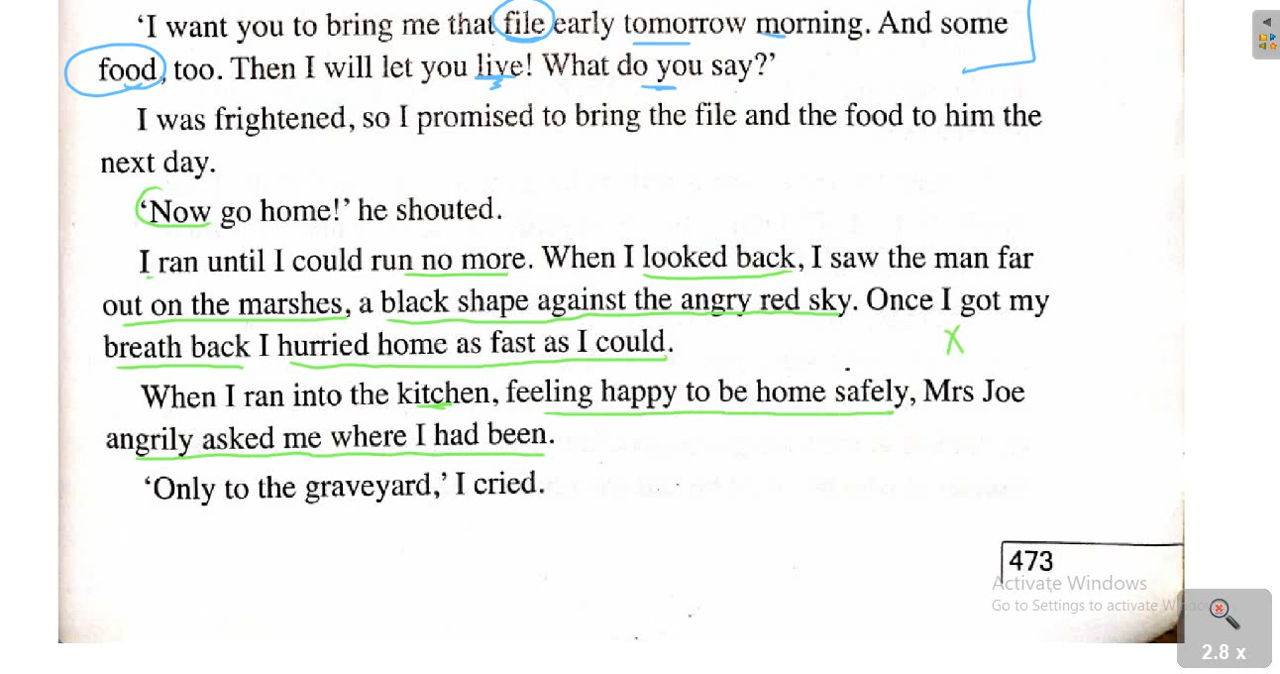 ‘I want you to bring me that file early tomorrow morning. And some
food, too. Then I will let you live! What do you say?’
I was frightened, so I promised to bring the file and the food to him the
next day.
‘Now go home!’ he shouted.
I ran until I could run no more. When I looked back, I saw the man far
out on the marshes, a black shape against the angry red sky. Once I got my
breath back I hurried home as fast as I could.
X
When I ran into the kitchen, feeling happy to be home safely, Mrs Joe
angrily asked me where I had been.
‘Only to the graveyard,’ I cried.
473
Activate Windows
Go to Settings to activate
2.8 x